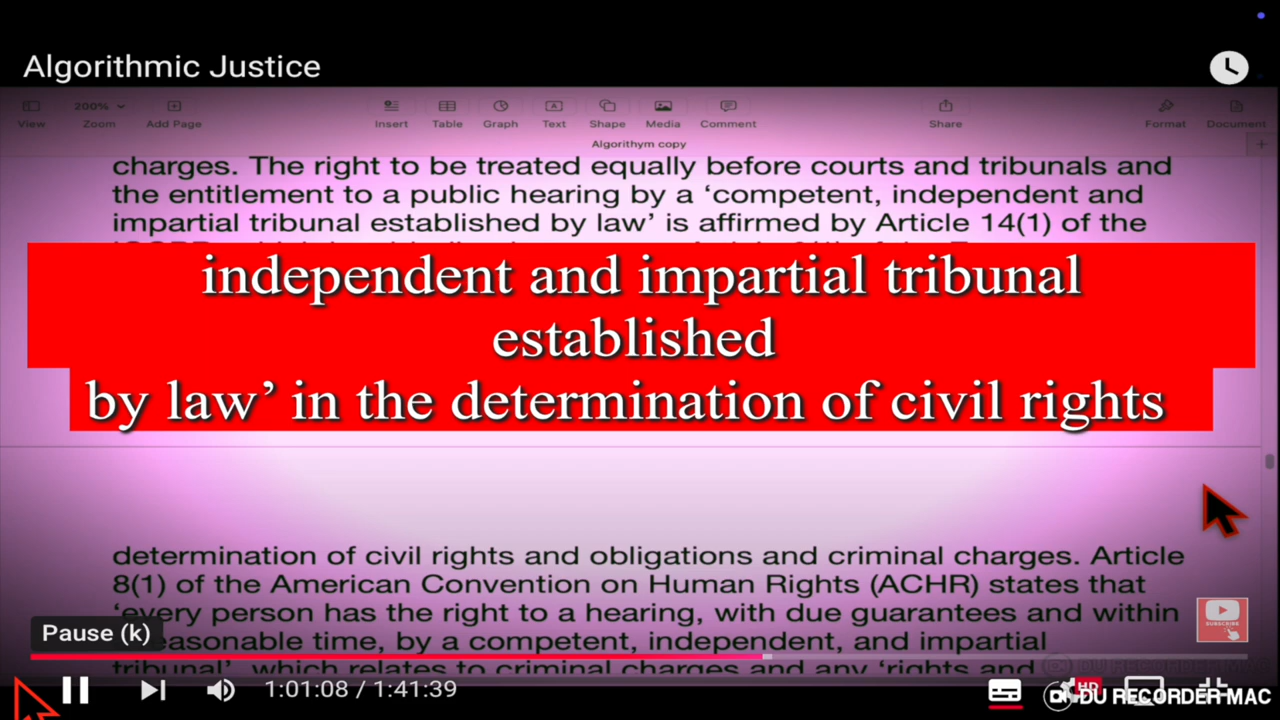 Algorithmic Justice
200%
View Zoom Add Page Insert Table Graph Text Shape Media Comment Share Format Document
Algorithym copy
charges. The right to be treated equally before courts and tribunals and
the entitlement to a public hearing by a ‘competent, independent and
impartial tribunal established by law’ is affirmed by Article 14(1) of the
independent and impartial tribunal
established
by law’ in the determination of civil rights
determination of civil rights and obligations and criminal charges. Article
8(1) of the American Convention on Human Rights (ACHR) states that
‘every person has the right to a hearing, with due guarantees and within
SUBSCRIBE
Pause (k)
reasonable time, by a competent, independent, and impartial
tribunal’, which relates to criminal charges and any ‘rights and
DU RECORDER MAC
1:01:08 / 1:41:39
HD
DU RECORDER MAC